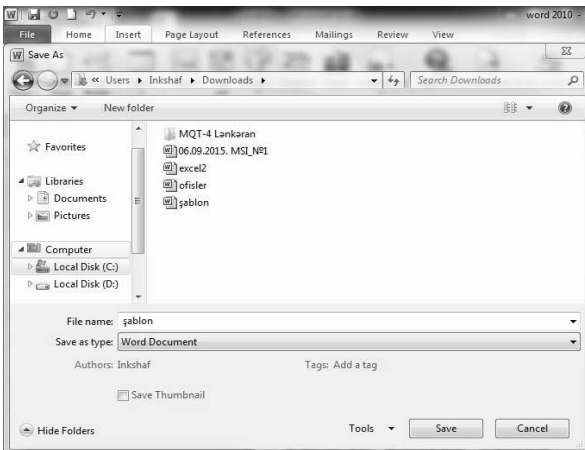 word 2010 -
File Home Insert Page Layout References Mailings Review View
Save As
« Users Inkshaf Downloads Search Downloads
Organize New folder
Favorites
Libraries
Documents
Pictures
Computer
Local Disk (C:)
Local Disk (D:)
MQT-4 Lənkəran
06.09.2015. MSI_№1
excel2
ofisler
şablon
File name: şablon
Save as type: Word Document
Authors: Inkshaf Tags: Add a tag
Save Thumbnail
Hide Folders Tools Save Cancel